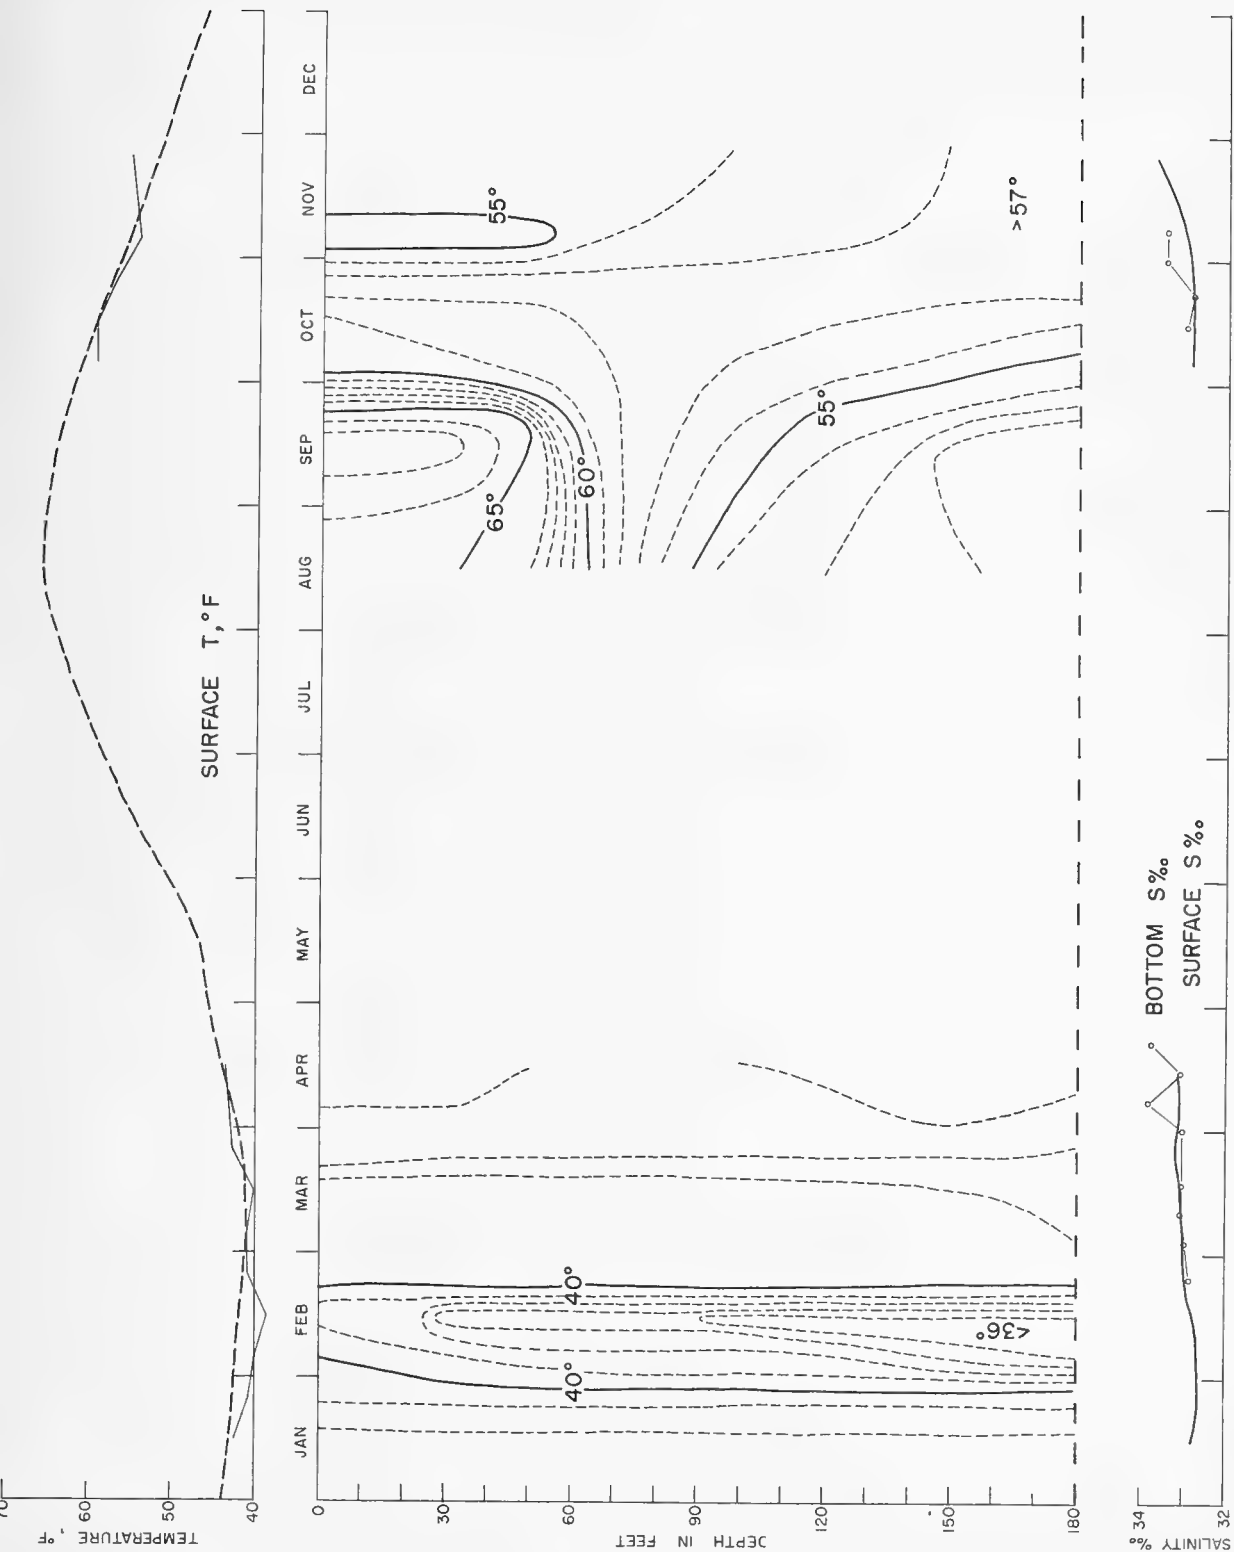 TEMPERATURE, °F
70
60
50
40
SURFACE T, °F
JAN
FEB
MAR
APR
MAY
JUN
JUL
AUG
SEP
OCT
NOV
DEC
DEPTH IN FEET
0
30
60
90
120
150
180
40°
40°
<36°
65°
60°
55°
55°
>57°
SALINITY ‰
34
32
BOTTOM S‰
SURFACE S‰